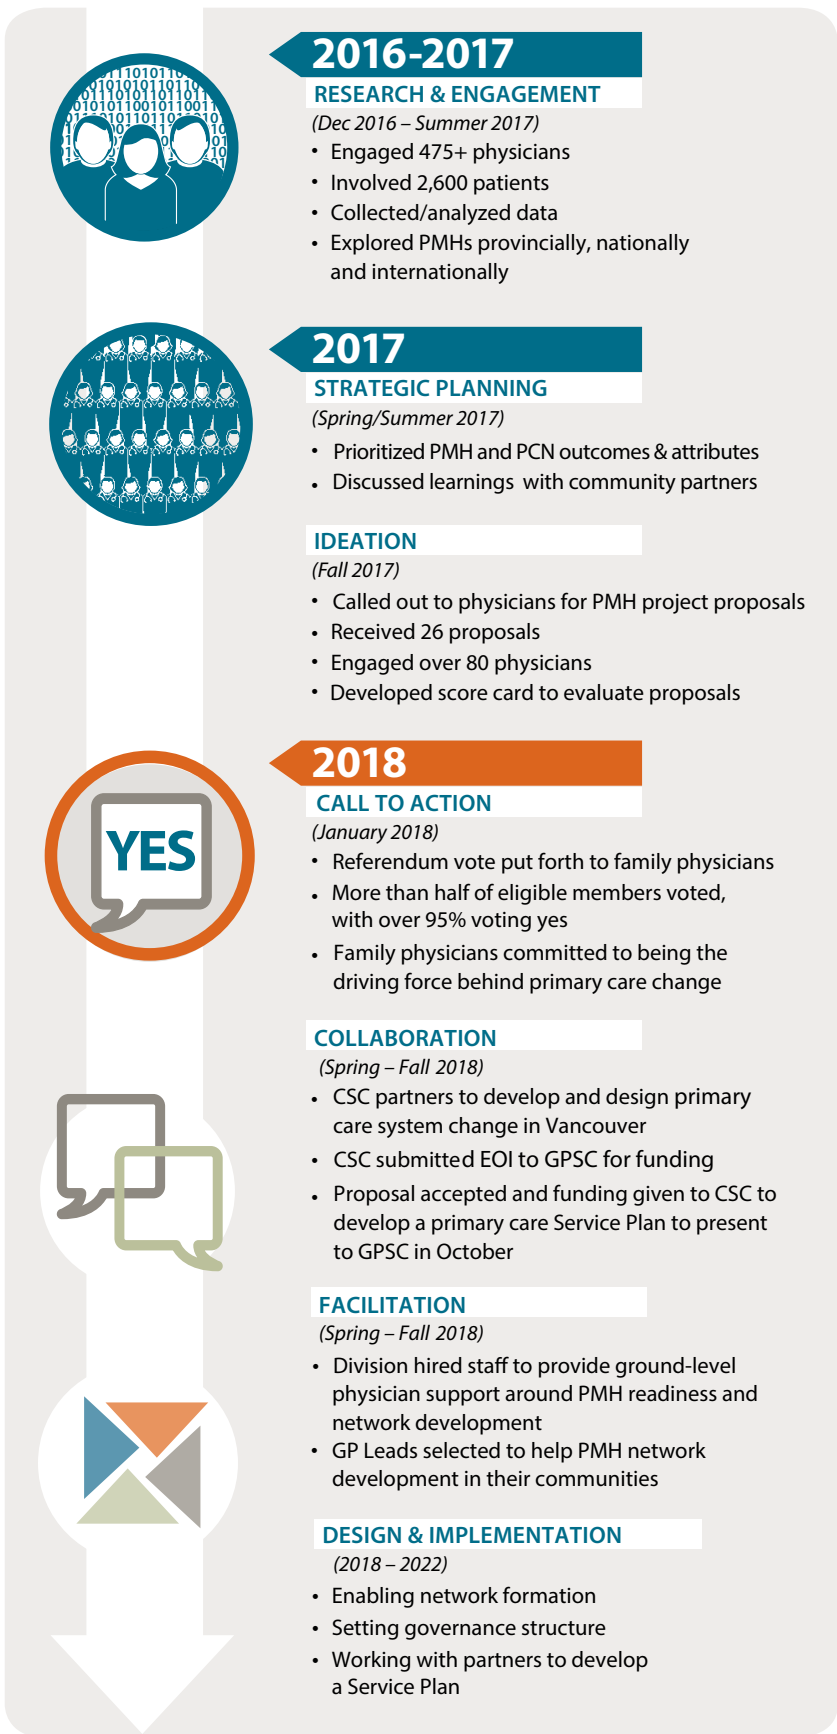 2016-2017
RESEARCH & ENGAGEMENT
(Dec 2016 – Summer 2017)
• Engaged 475+ physicians
• Involved 2,600 patients
• Collected/analyzed data
• Explored PMHs provincially, nationally
and internationally
2017
STRATEGIC PLANNING
(Spring/Summer 2017)
• Prioritized PMH and PCN outcomes & attributes
• Discussed learnings with community partners
IDEATION
(Fall 2017)
• Called out to physicians for PMH project proposals
• Received 26 proposals
• Engaged over 80 physicians
• Developed score card to evaluate proposals
2018
CALL TO ACTION
(January 2018)
YES
• Referendum vote put forth to family physicians
• More than half of eligible members voted,
with over 95% voting yes
• Family physicians committed to being the
driving force behind primary care change
COLLABORATION
(Spring – Fall 2018)
• CSC partners to develop and design primary
care system change in Vancouver
• CSC submitted EOI to GPSC for funding
• Proposal accepted and funding given to CSC to
develop a primary care Service Plan to present
to GPSC in October
FACILITATION
(Spring – Fall 2018)
• Division hired staff to provide ground-level
physician support around PMH readiness and
network development
• GP Leads selected to help PMH network
development in their communities
DESIGN & IMPLEMENTATION
(2018 – 2022)
• Enabling network formation
• Setting governance structure
• Working with partners to develop
a Service Plan